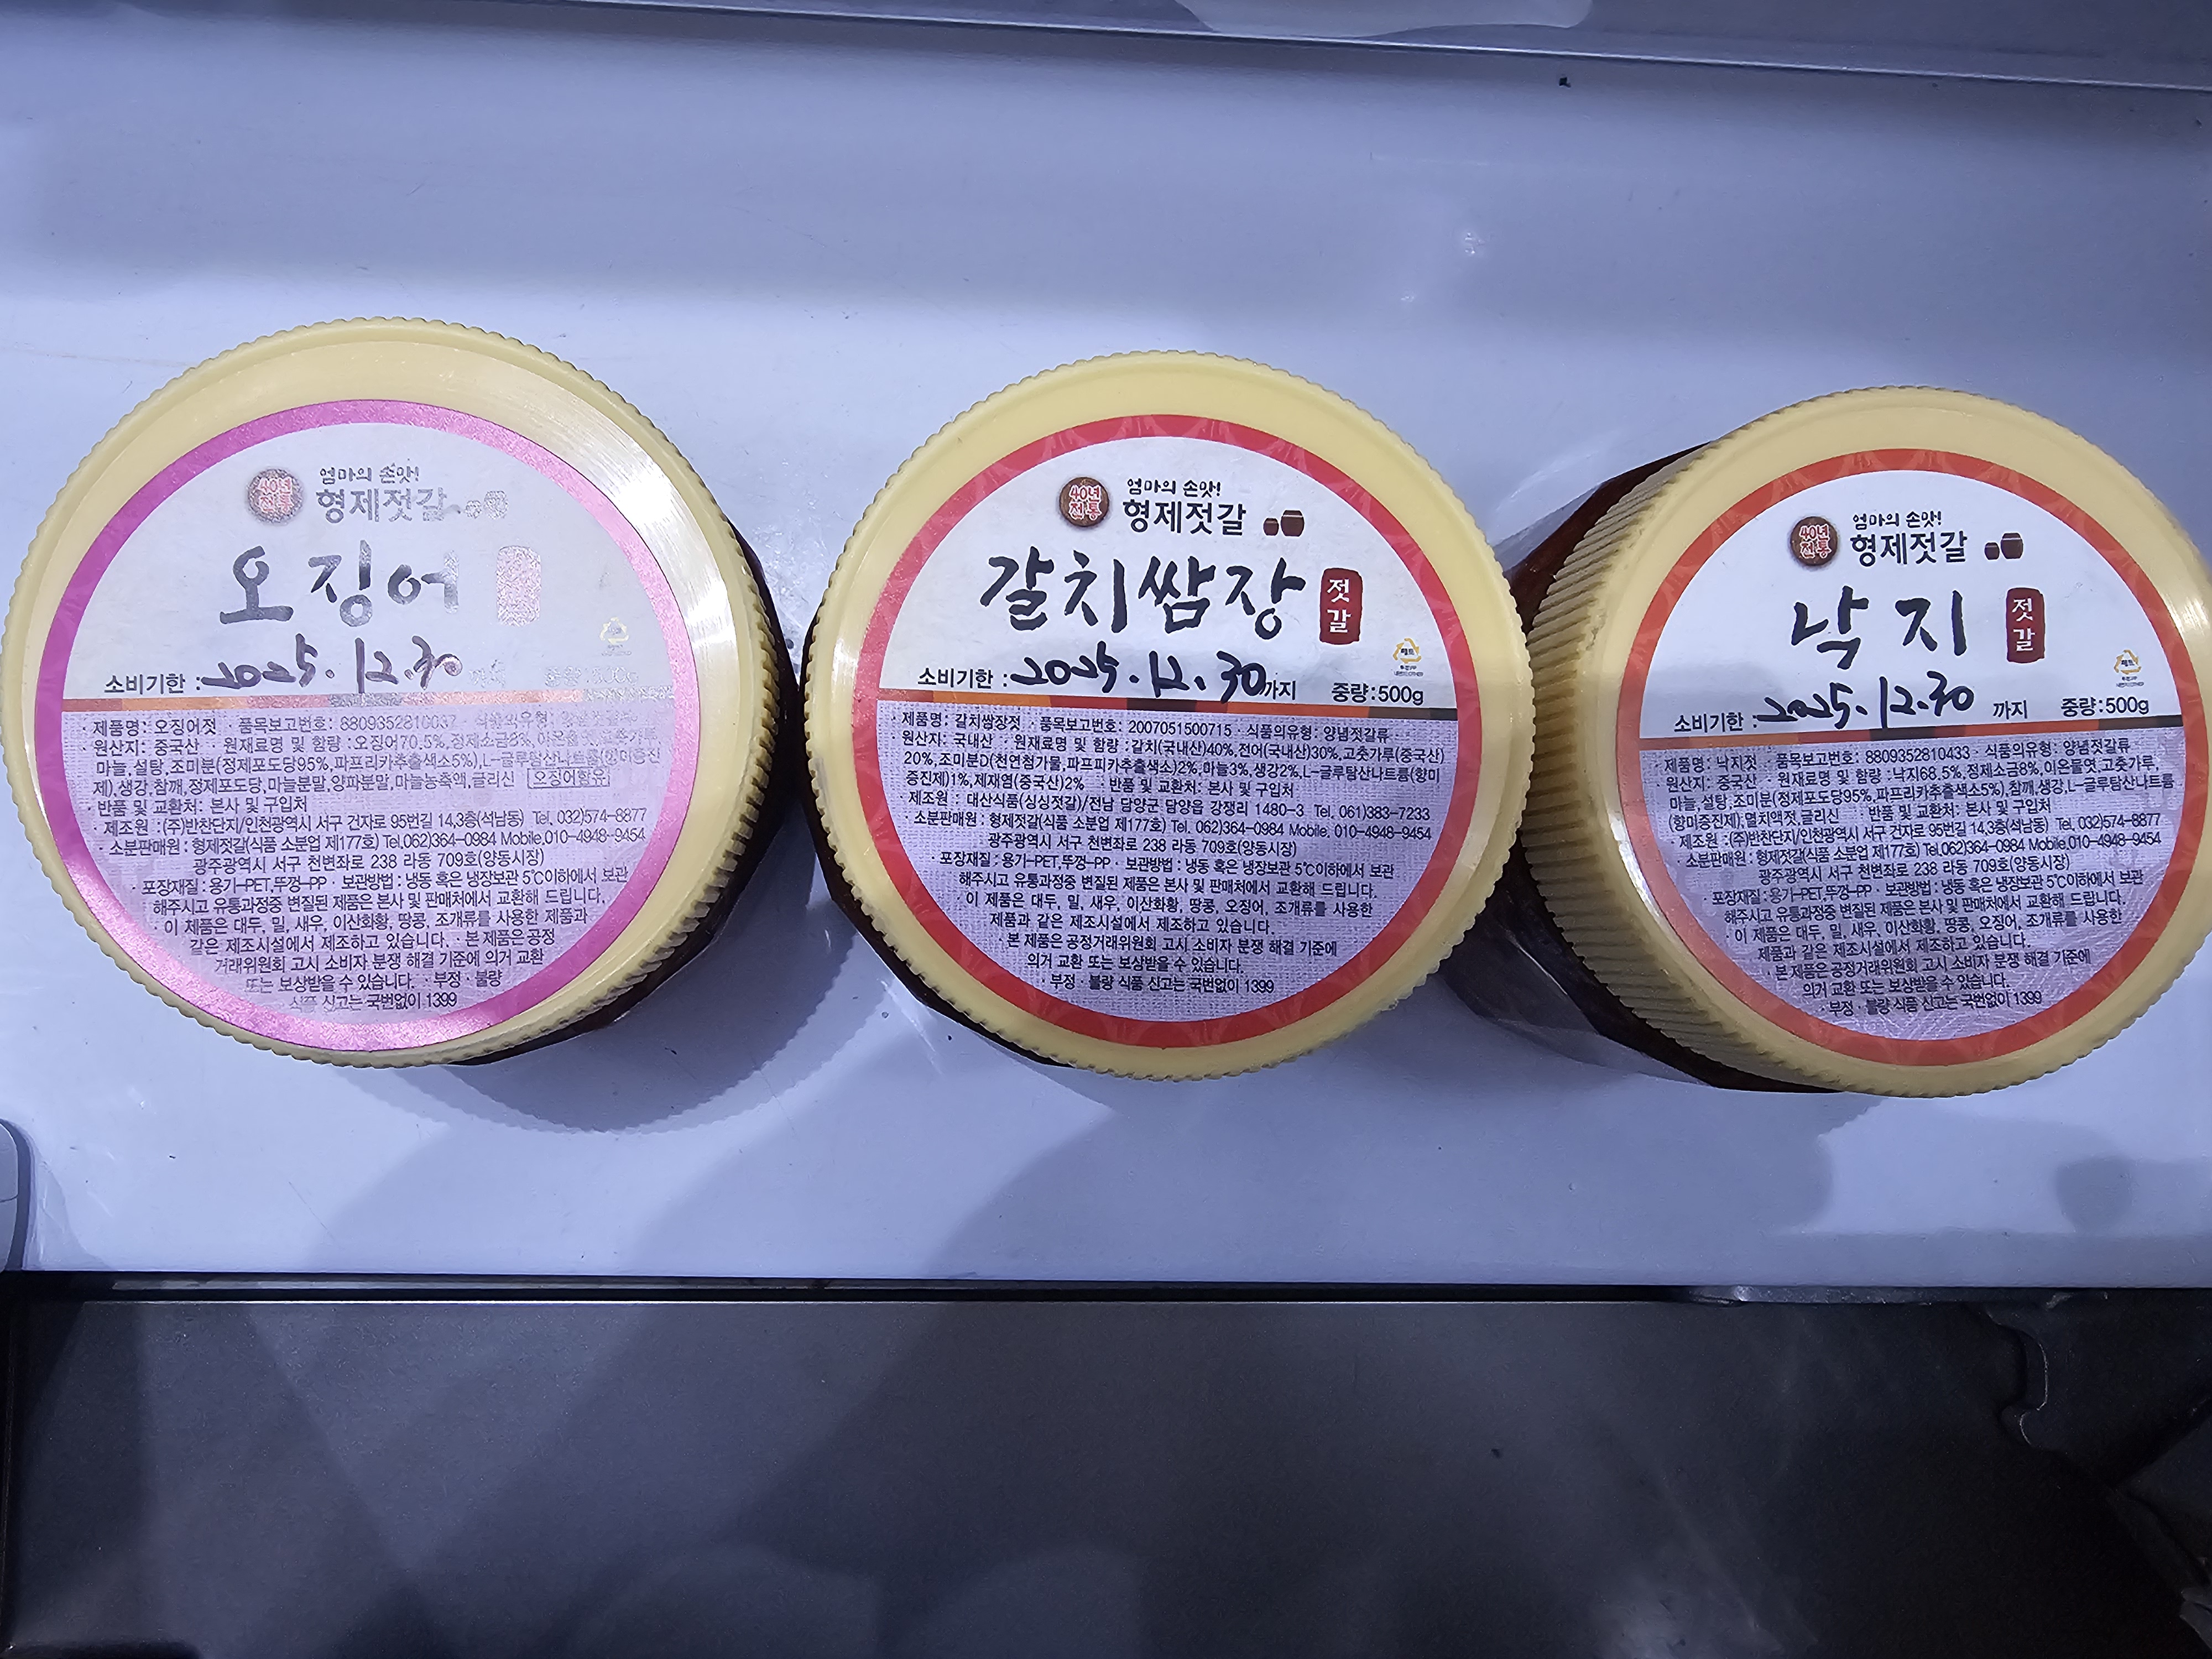 40년
전통
엄마의 손맛!
형제젓갈
오징어
소비기한 : 2025.12.30
· 제품명: 오징어젓 · 품목보고번호: 8809352810037 · 식품의유형:
· 원산지: 중국산 · 원재료명 및 함량 : 오징어70.5%, 정제소금8%, 이온물엿, 고춧가루,
마늘, 설탕, 조미분(정제포도당95%, 파프리카추출색소5%), L-글루탐산나트륨(향미증진
제), 생강, 참깨, 정제포도당, 마늘분말, 양파분말, 마늘농축액, 글리신 오징어함유
· 반품 및 교환처: 본사 및 구입처
· 제조원 : (주)반찬단지/인천광역시 서구 건자로 95번길 14,3층(석남동) Tel. 032)574-8877
· 소분판매원 : 형제젓갈(식품 소분업 제177호) Tel.062)364-0984 Mobile.010-4948-9454
광주광역시 서구 천변좌로 238 라동 709호(양동시장)
· 포장재질 : 용기-PET, 뚜껑-PP · 보관방법 : 냉동 혹은 냉장보관 5℃이하에서 보관
해주시고 유통과정중 변질된 제품은 본사 및 판매처에서 교환해 드립니다.
· 이 제품은 대두, 밀, 새우, 이산화황, 땅콩, 조개류를 사용한 제품과
같은 제조시설에서 제조하고 있습니다. · 본 제품은 공정
거래위원회 고시 소비자 분쟁 해결 기준에 의거 교환
또는 보상받을 수 있습니다. · 부정 · 불량
식품 신고는 국번없이 1399
40년
전통
엄마의 손맛!
형제젓갈
갈치쌈장 젓갈
소비기한 : 2025.12.30까지 중량:500g
· 제품명: 갈치쌈장젓 · 품목보고번호: 2007051500715 · 식품의유형: 양념젓갈류
원산지: 국내산 · 원재료명 및 함량 : 갈치(국내산)40%, 전어(국내산)30%, 고춧가루(중국산)
20%, 조미분D(천연첨가물, 파프피카추출색소)2%, 마늘3%, 생강2%, L-글루탐산나트륨(향미
증진제)1%, 제재염(중국산)2% 반품 및 교환처: 본사 및 구입처
· 제조원 : 대산식품(싱싱젓갈)/전남 담양군 담양읍 강쟁리 1480-3 Tel. 061)383-7233
· 소분판매원 : 형제젓갈(식품 소분업 제177호) Tel. 062)364-0984 Mobile. 010-4948-9454
광주광역시 서구 천변좌로 238 라동 709호(양동시장)
· 포장재질 : 용기-PET, 뚜껑-PP · 보관방법 : 냉동 혹은 냉장보관 5℃이하에서 보관
해주시고 유통과정중 변질된 제품은 본사 및 판매처에서 교환해 드립니다.
· 이 제품은 대두, 밀, 새우, 이산화황, 땅콩, 오징어, 조개류를 사용한
제품과 같은 제조시설에서 제조하고 있습니다.
· 본 제품은 공정거래위원회 고시 소비자 분쟁 해결 기준에
의거 교환 또는 보상받을 수 있습니다.
· 부정 · 불량 식품 신고는 국번없이 1399
40년
전통
엄마의 손맛!
형제젓갈
낙지 젓갈
소비기한 : 2025.12.30 까지 중량:500g
· 제품명: 낙지젓 · 품목보고번호: 8809352810433 · 식품의유형: 양념젓갈류
· 원산지: 중국산 · 원재료명 및 함량 : 낙지68.5%, 정제소금8%, 이온물엿, 고춧가루,
마늘, 설탕, 조미분(정제포도당95%, 파프리카추출색소5%), 참깨, 생강, L-글루탐산나트륨
(향미증진제), 멸치액젓, 글리신 · 반품 및 교환처: 본사 및 구입처
· 제조원 : (주)반찬단지/인천광역시 서구 건자로 95번길 14,3층(석남동) Tel. 032)574-8877
· 소분판매원 : 형제젓갈(식품 소분업 제177호) Tel.062)364-0984 Mobile.010-4948-9454
광주광역시 서구 천변좌로 238 라동 709호(양동시장)
· 포장재질 : 용기-PET, 뚜껑-PP · 보관방법 : 냉동 혹은 냉장보관 5℃이하에서 보관
해주시고 유통과정중 변질된 제품은 본사 및 판매처에서 교환해 드립니다.
· 이 제품은 대두, 밀, 새우, 이산화황, 땅콩, 오징어, 조개류를 사용한
제품과 같은 제조시설에서 제조하고 있습니다.
· 본 제품은 공정거래위원회 고시 소비자 분쟁 해결 기준에
의거 교환 또는 보상받을 수 있습니다.
· 부정 · 불량 식품 신고는 국번없이 1399